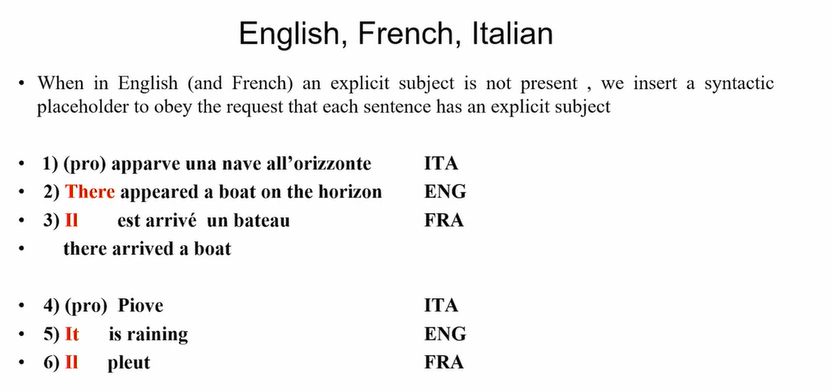 English, French, Italian
• When in English (and French) an explicit subject is not present , we insert a syntactic
placeholder to obey the request that each sentence has an explicit subject
• 1) (pro) apparve una nave all’orizzonte ITA
• 2) There appeared a boat on the horizon ENG
• 3) Il est arrivé un bateau FRA
• there arrived a boat
• 4) (pro) Piove ITA
• 5) It is raining ENG
• 6) Il pleut FRA